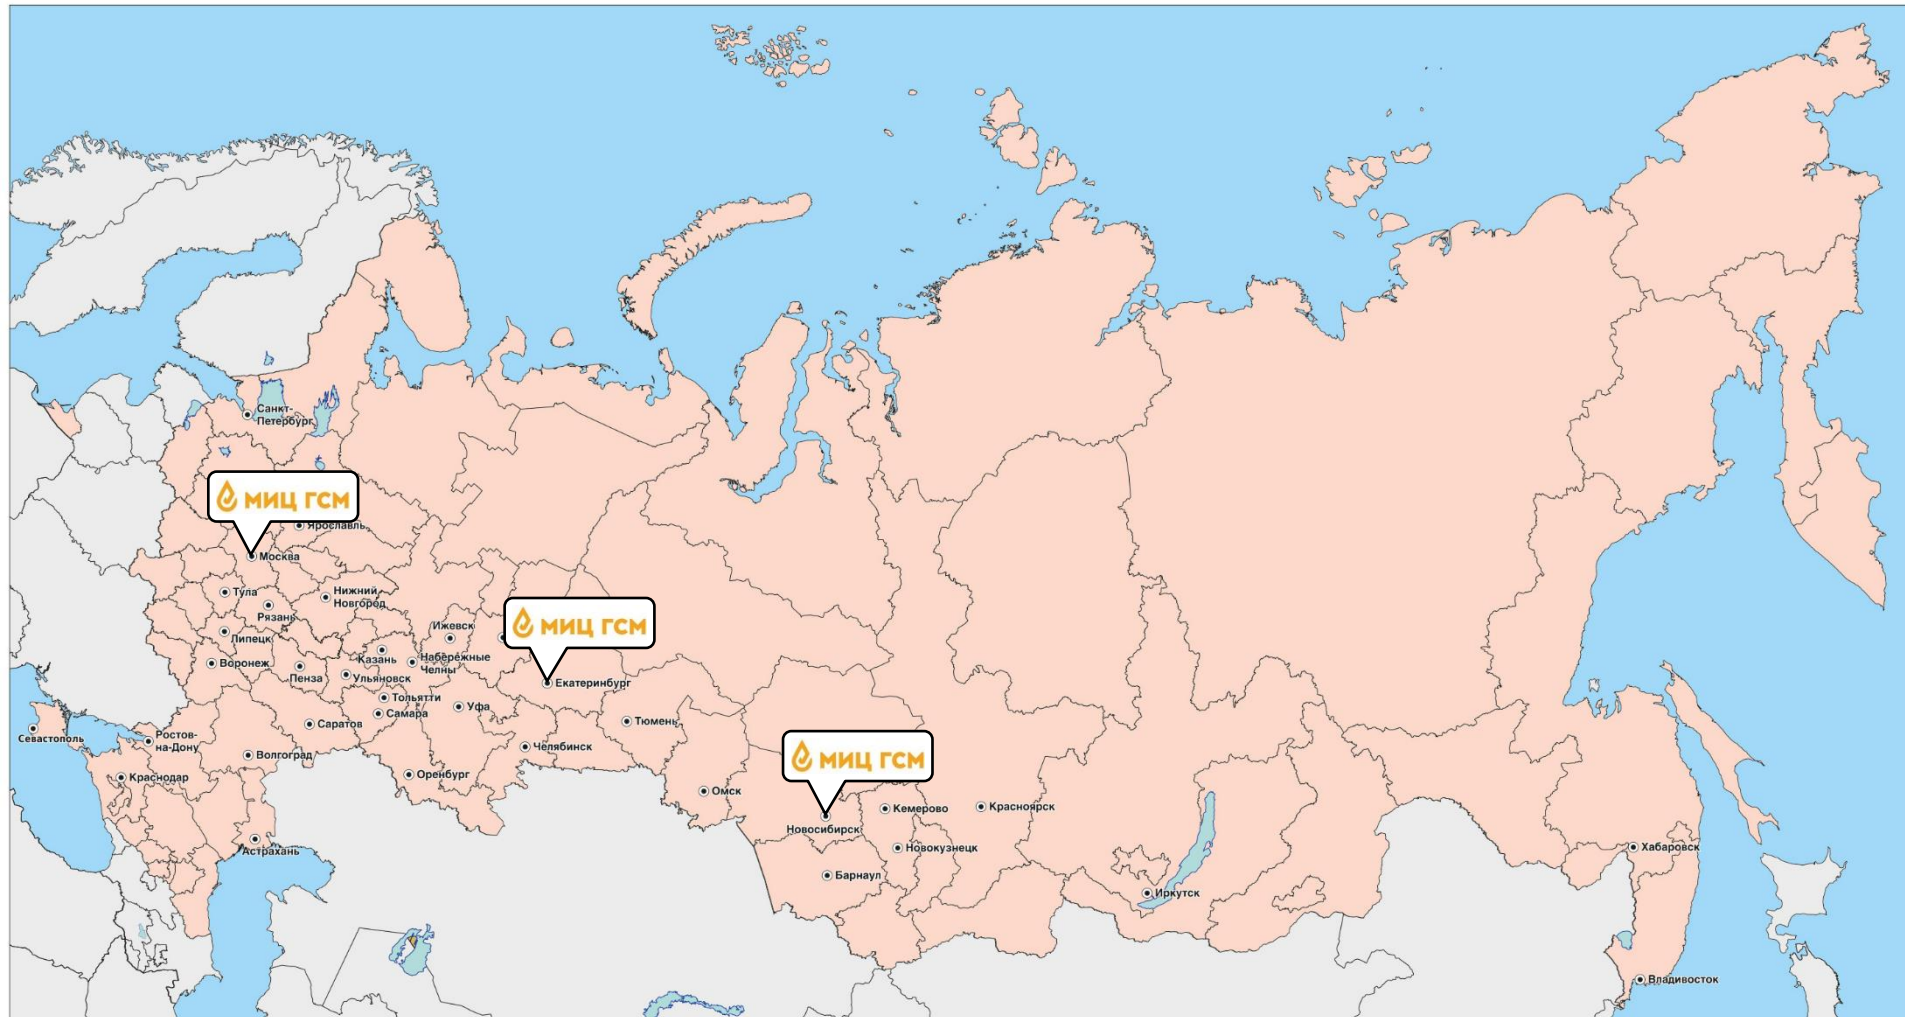 Санкт-
Петербург
МИЦ ГСМ
Ярославль
Москва
Тула
Нижний
Новгород
Рязань
МИЦ ГСМ
Ижевск
Липецк
Казань
Набережные
Челны
Воронеж
Пенза
Ульяновск
Екатеринбург
Тольятти
Уфа
Самара
Саратов
Тюмень
Севастополь
Ростов-
на-Дону
Волгоград
Челябинск
МИЦ ГСМ
Краснодар
Оренбург
Омск
Кемерово
Красноярск
Новосибирск
Астрахань
Новокузнецк
Хабаровск
Барнаул
Иркутск
Владивосток